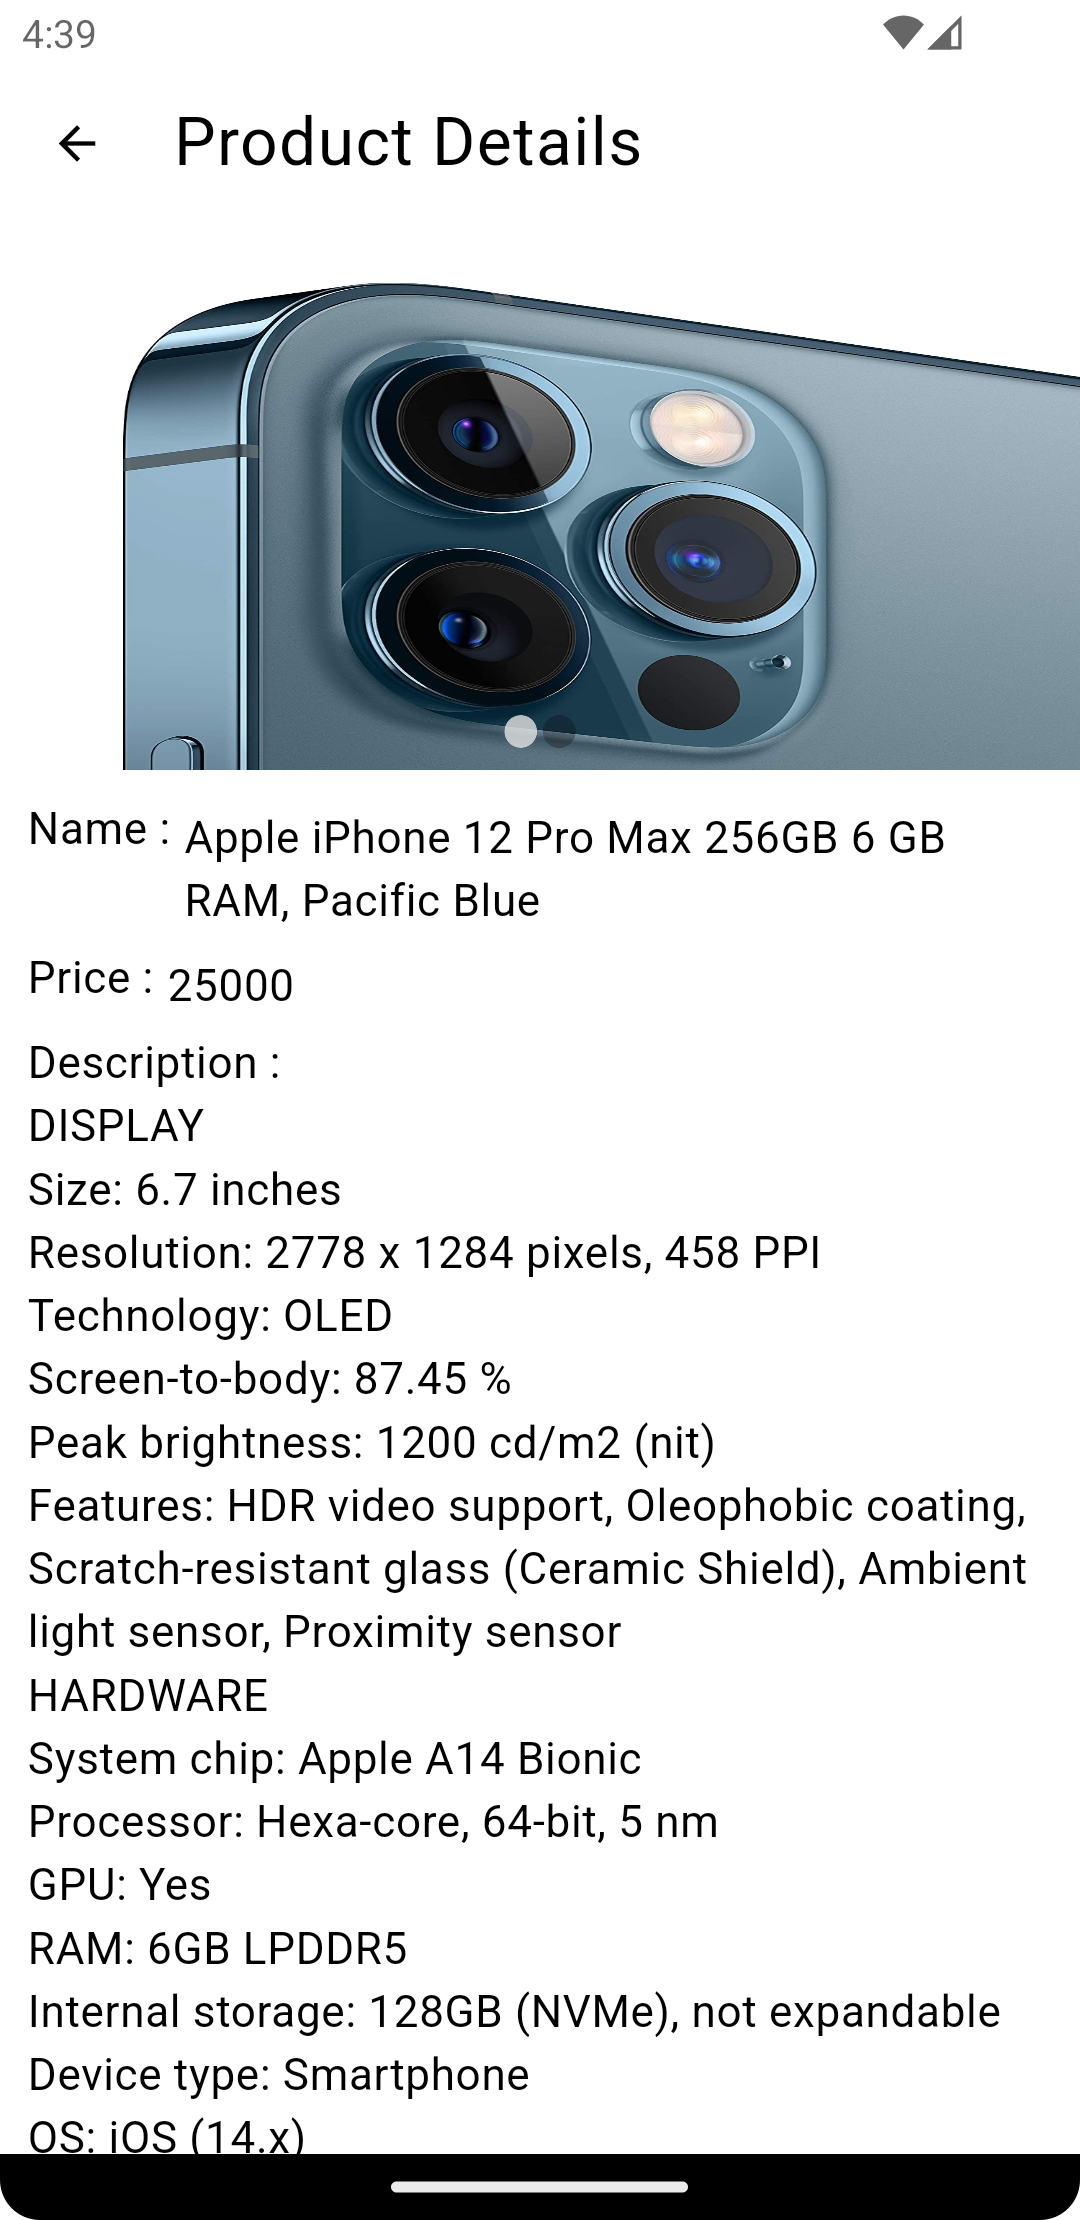 4:39
Product Details
Name : Apple iPhone 12 Pro Max 256GB 6 GB
RAM, Pacific Blue
Price : 25000
Description :
DISPLAY
Size: 6.7 inches
Resolution: 2778 x 1284 pixels, 458 PPI
Technology: OLED
Screen-to-body: 87.45 %
Peak brightness: 1200 cd/m2 (nit)
Features: HDR video support, Oleophobic coating,
Scratch-resistant glass (Ceramic Shield), Ambient
light sensor, Proximity sensor
HARDWARE
System chip: Apple A14 Bionic
Processor: Hexa-core, 64-bit, 5 nm
GPU: Yes
RAM: 6GB LPDDR5
Internal storage: 128GB (NVMe), not expandable
Device type: Smartphone
OS: iOS (14.x)